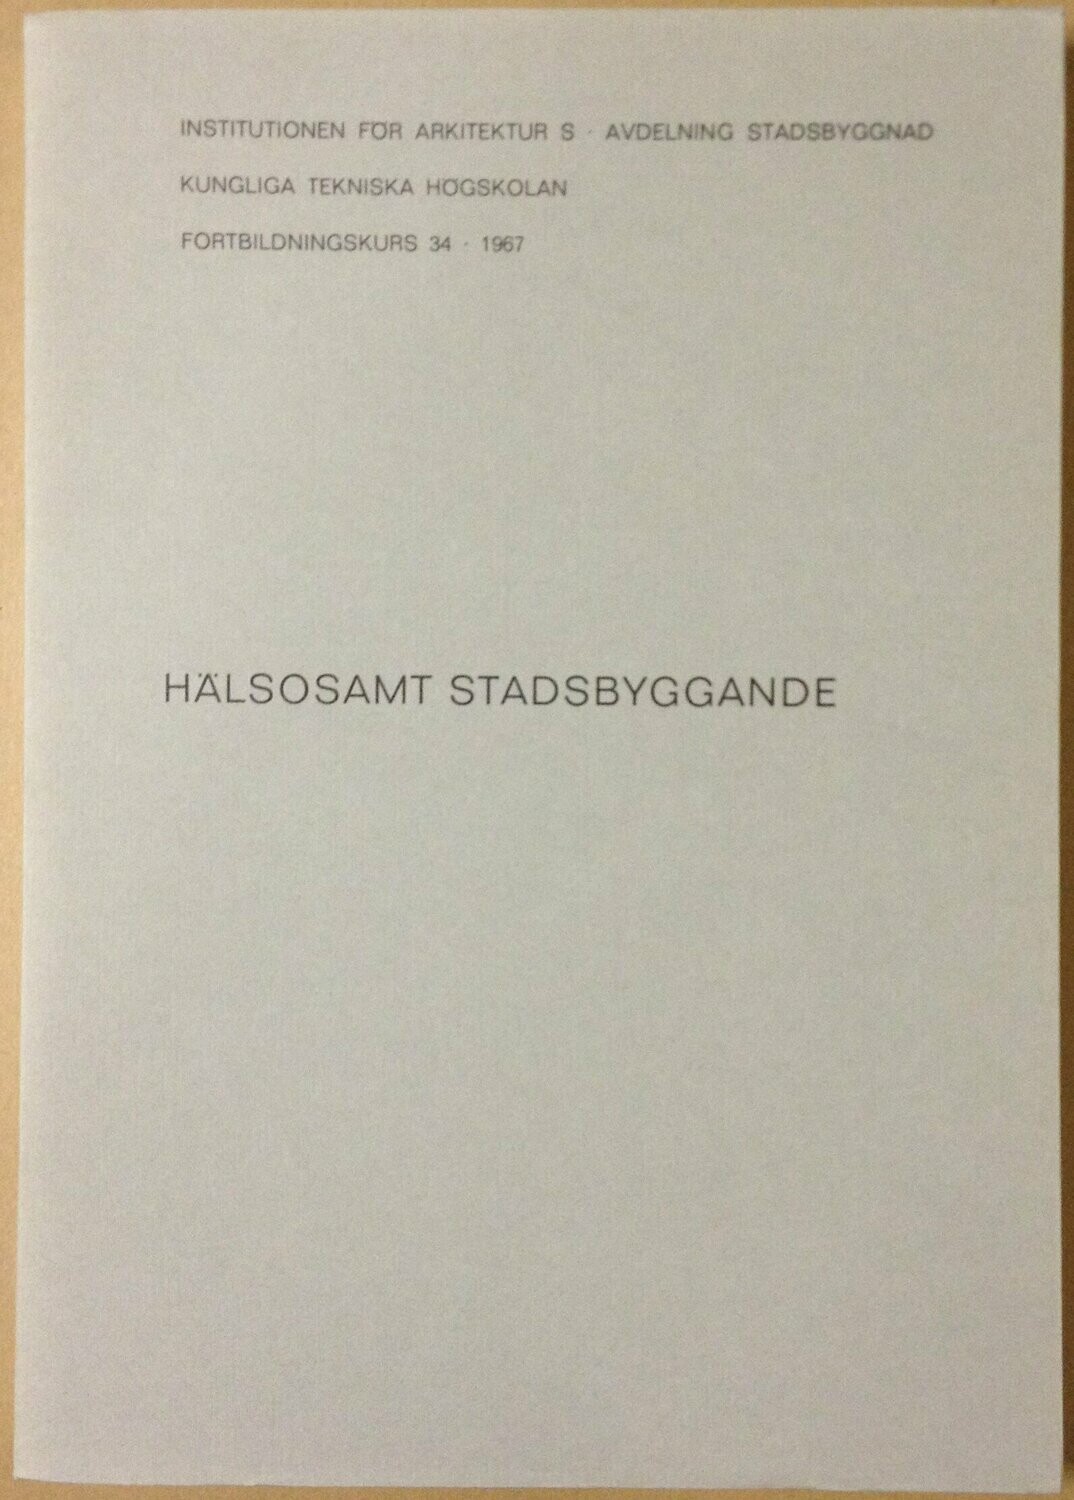 INSTITUTIONEN FÖR ARKITEKTUR S · AVDELNING STADSBYGGNAD
KUNGLIGA TEKNISKA HÖGSKOLAN
FORTBILDNINGSKURS 34 · 1967
HÄLSOSAMT STADSBYGGANDE